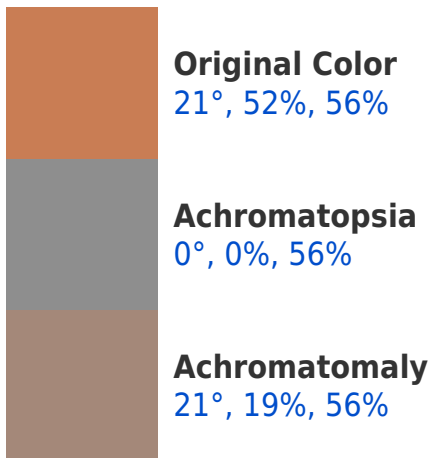 Original Color
21°, 52%, 56%
Achromatopsia
0°, 0%, 56%
Achromatomaly
21°, 19%, 56%